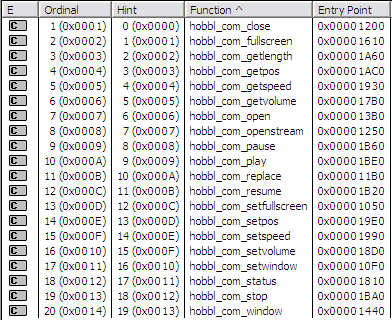 E Ordinal Hint Function ^ Entry Point
C 1 (0x0001) 0 (0x0000) hobbl_com_close 0x00001200
C 2 (0x0002) 1 (0x0001) hobbl_com_fullscreen 0x00001610
C 3 (0x0003) 2 (0x0002) hobbl_com_getlength 0x00001A60
C 4 (0x0004) 3 (0x0003) hobbl_com_getpos 0x00001AC0
C 5 (0x0005) 4 (0x0004) hobbl_com_getspeed 0x00001930
C 6 (0x0006) 5 (0x0005) hobbl_com_getvolume 0x000017B0
C 7 (0x0007) 6 (0x0006) hobbl_com_open 0x000013B0
C 8 (0x0008) 7 (0x0007) hobbl_com_openstream 0x00001250
C 9 (0x0009) 8 (0x0008) hobbl_com_pause 0x00001B60
C 10 (0x000A) 9 (0x0009) hobbl_com_play 0x00001BE0
C 11 (0x000B) 10 (0x000A) hobbl_com_replace 0x000011B0
C 12 (0x000C) 11 (0x000B) hobbl_com_resume 0x00001B20
C 13 (0x000D) 12 (0x000C) hobbl_com_setfullscreen 0x00001050
C 14 (0x000E) 13 (0x000D) hobbl_com_setpos 0x000019E0
C 15 (0x000F) 14 (0x000E) hobbl_com_setspeed 0x00001990
C 16 (0x0010) 15 (0x000F) hobbl_com_setvolume 0x000018D0
C 17 (0x0011) 16 (0x0010) hobbl_com_setwindow 0x000010F0
C 18 (0x0012) 17 (0x0011) hobbl_com_status 0x00001810
C 19 (0x0013) 18 (0x0012) hobbl_com_stop 0x00001BA0
C 20 (0x0014) 19 (0x0013) hobbl_com_window 0x00001440